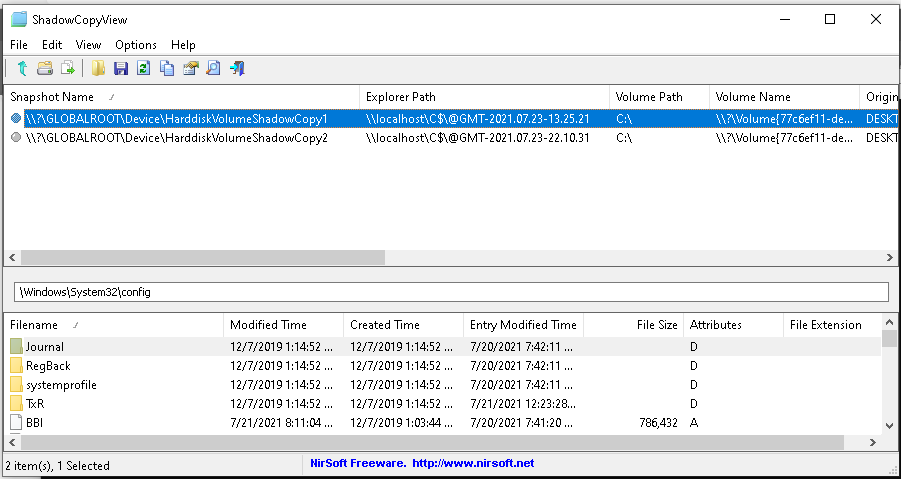 ShadowCopyView
File Edit View Options Help
Snapshot Name Explorer Path Volume Path Volume Name Origin
\\?\GLOBALROOT\Device\HarddiskVolumeShadowCopy1 \\localhost\C$\@GMT-2021.07.23-13.25.21 C:\ \\?\Volume{77c6ef11-de... DESKT
\\?\GLOBALROOT\Device\HarddiskVolumeShadowCopy2 \\localhost\C$\@GMT-2021.07.23-22.10.31 C:\ \\?\Volume{77c6ef11-de... DESKT
\Windows\System32\config
Filename Modified Time Created Time Entry Modified Time File Size Attributes File Extension
Journal 12/7/2019 1:14:52 ... 12/7/2019 1:14:52 ... 7/20/2021 7:42:11 ... D
RegBack 12/7/2019 1:14:52 ... 12/7/2019 1:14:52 ... 7/20/2021 7:42:11 ... D
systemprofile 12/7/2019 1:14:52 ... 12/7/2019 1:14:52 ... 7/20/2021 7:42:11 ... D
TxR 12/7/2019 1:14:52 ... 12/7/2019 1:14:52 ... 7/21/2021 12:23:28... D
BBI 7/21/2021 8:11:04 ... 12/7/2019 1:03:44 ... 7/20/2021 7:41:20 ... 786,432 A
2 item(s), 1 Selected NirSoft Freeware. http://www.nirsoft.net